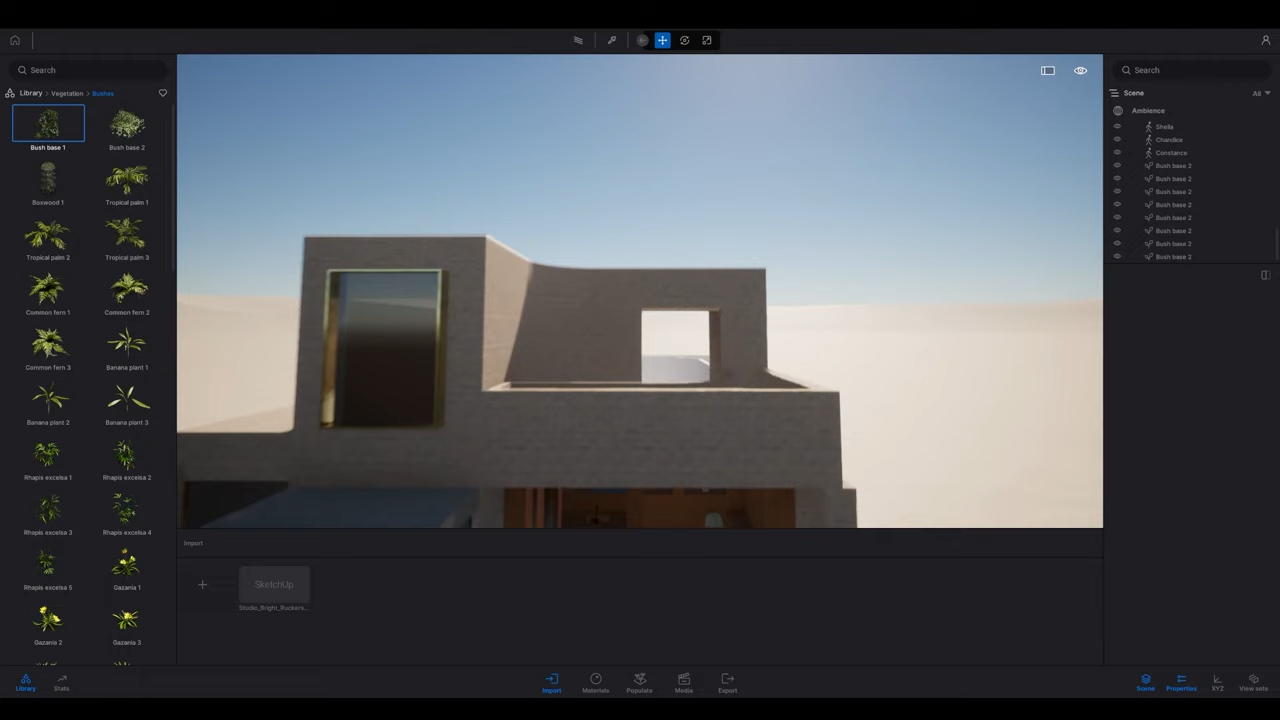 Search
Library > Vegetation > Bushes
Bush base 1
Bush base 2
Boxwood 1
Tropical palm 1
Tropical palm 2
Tropical palm 3
Common fern 1
Common fern 2
Common fern 3
Banana plant 1
Banana plant 2
Banana plant 3
Rhapis excelsa 1
Rhapis excelsa 2
Rhapis excelsa 3
Rhapis excelsa 4
Rhapis excelsa 5
Gazania 1
Gazania 2
Gazania 3
Import
SketchUp
Studio_Bright_Ruckers...
Search
Scene
All
Ambience
Sheila
Chandice
Constance
Bush base 2
Bush base 2
Bush base 2
Bush base 2
Bush base 2
Bush base 2
Bush base 2
Bush base 2
Library
Stats
Import
Materials
Populate
Media
Export
Scene
Properties
XYZ
View sets